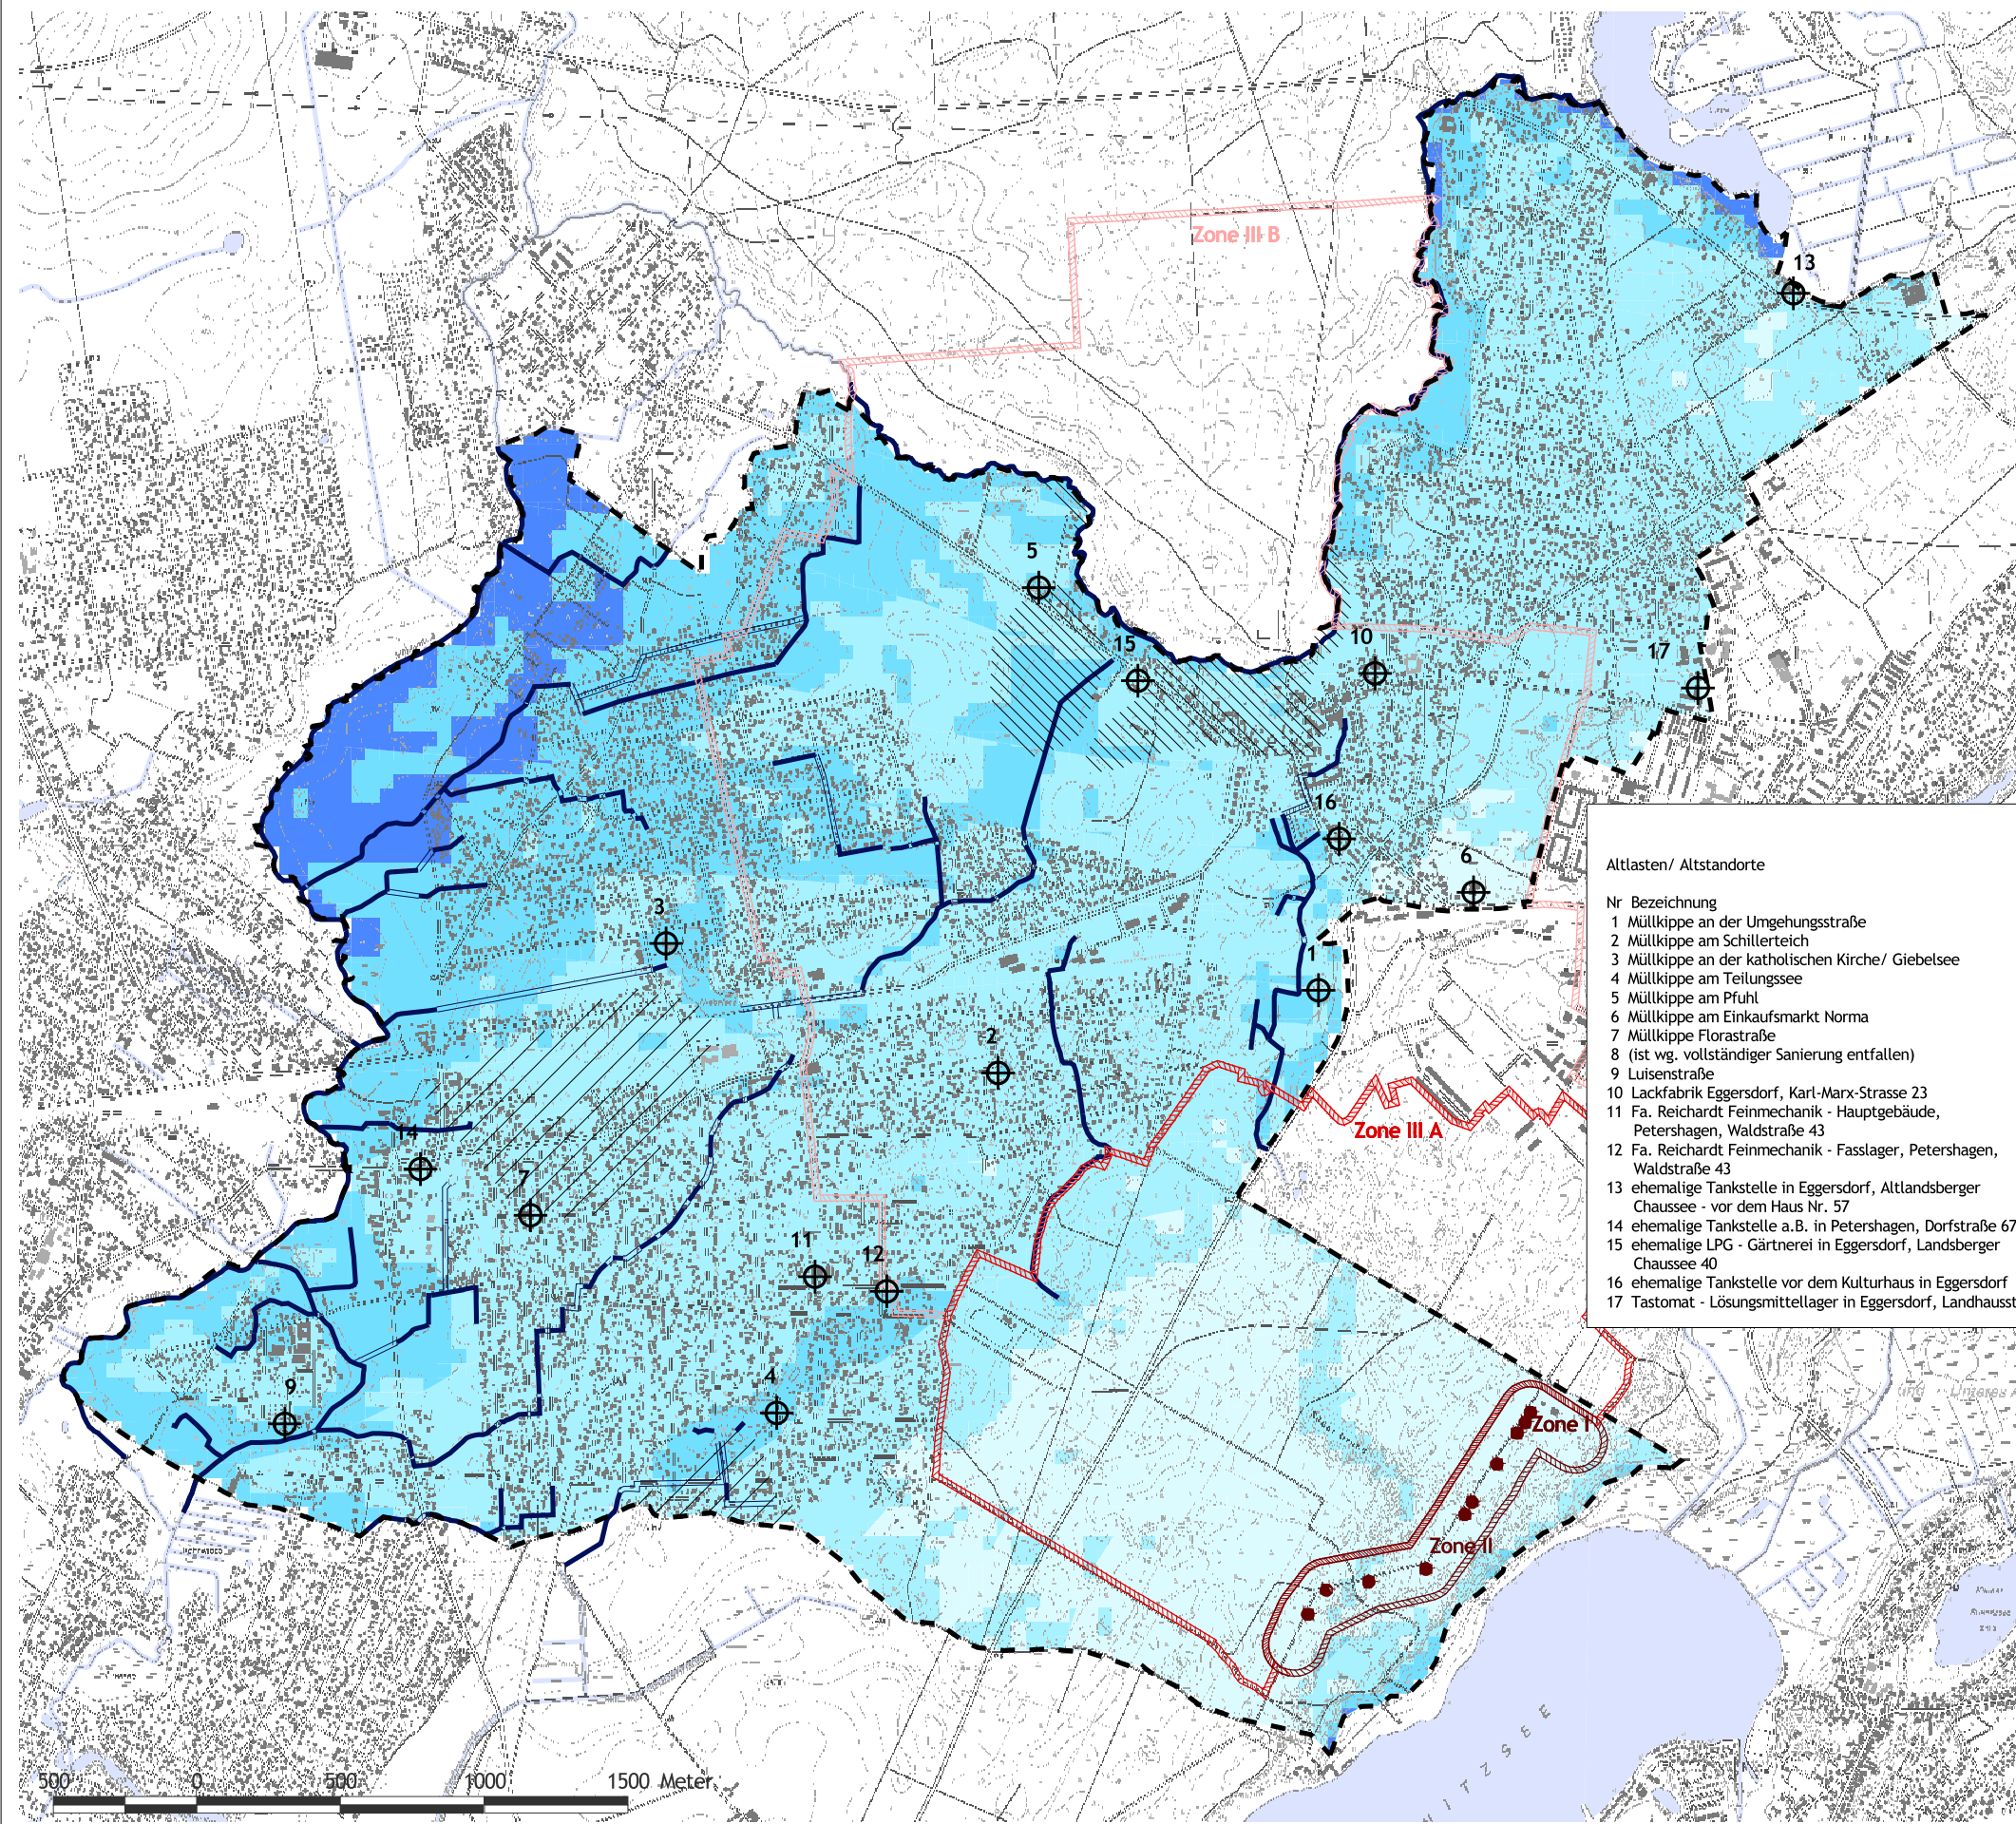 Zone III B
13
5
15
10
17
16
6
3
1
2
Zone III A
14
7
11
12
9
4
Zone I
Zone II
Altlasten/ Altstandorte
Nr Bezeichnung
1 Müllkippe an der Umgehungsstraße
2 Müllkippe am Schillerteich
3 Müllkippe an der katholischen Kirche/ Giebelsee
4 Müllkippe am Teilungssee
5 Müllkippe am Pfuhl
6 Müllkippe am Einkaufsmarkt Norma
7 Müllkippe Florastraße
8 (ist wg. vollständiger Sanierung entfallen)
9 Luisenstraße
10 Lackfabrik Eggersdorf, Karl-Marx-Strasse 23
11 Fa. Reichardt Feinmechanik - Hauptgebäude,
Petershagen, Waldstraße 43
12 Fa. Reichardt Feinmechanik - Fasslager, Petershagen,
Waldstraße 43
13 ehemalige Tankstelle in Eggersdorf, Altlandsberger
Chaussee - vor dem Haus Nr. 57
14 ehemalige Tankstelle a.B. in Petershagen, Dorfstraße 67
15 ehemalige LPG - Gärtnerei in Eggersdorf, Landsberger
Chaussee 40
16 ehemalige Tankstelle vor dem Kulturhaus in Eggersdorf
17 Tastomat - Lösungsmittellager in Eggersdorf, Landhausst
500 0 500 1000 1500 Meter
I T Z S E E